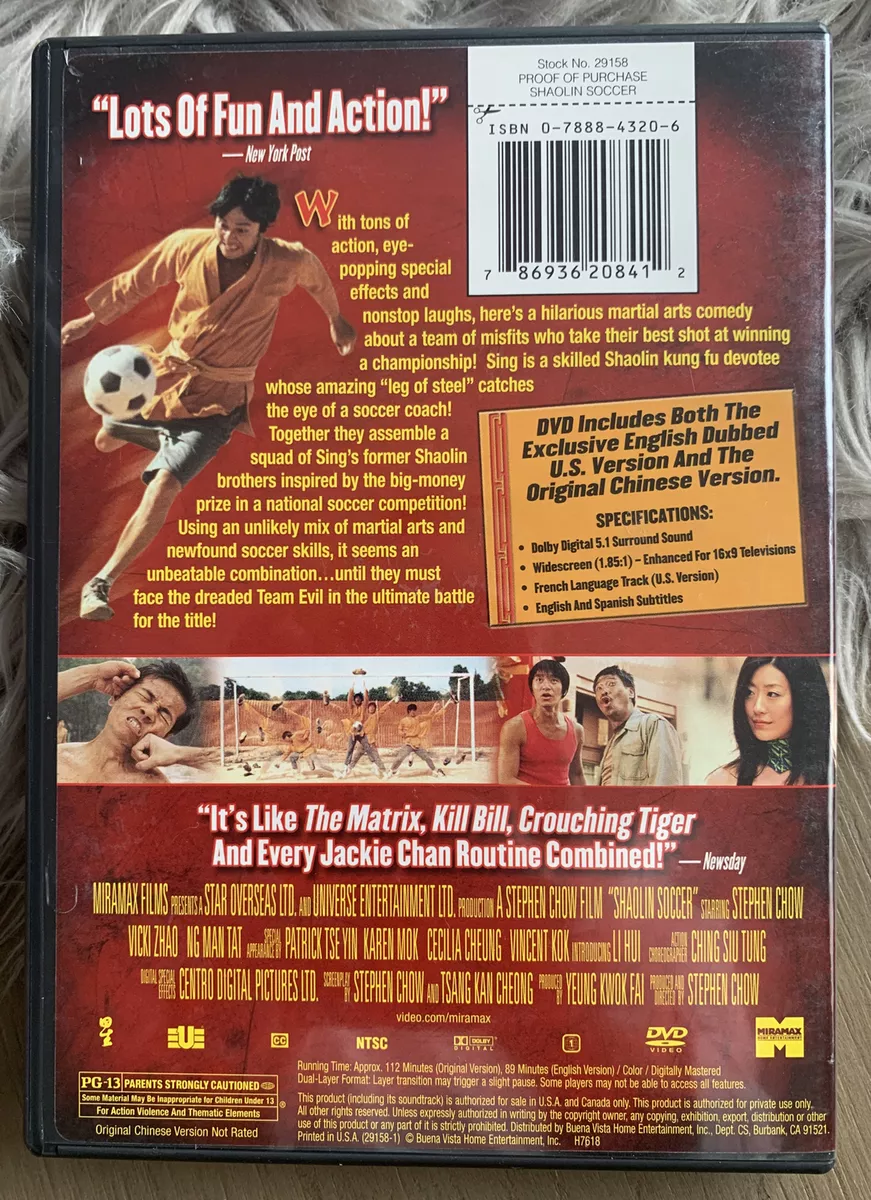 Stock No. 29158
PROOF OF PURCHASE
SHAOLIN SOCCER
ISBN 0-7888-4320-6
7 86936 20841 2
“Lots Of Fun And Action!”
— New York Post
With tons of
action, eye-
popping special
effects and
nonstop laughs, here’s a hilarious martial arts comedy
about a team of misfits who take their best shot at winning
a championship! Sing is a skilled Shaolin kung fu devotee
whose amazing “leg of steel” catches
the eye of a soccer coach!
Together they assemble a
squad of Sing’s former Shaolin
brothers inspired by the big-money
prize in a national soccer competition!
Using an unlikely mix of martial arts and
newfound soccer skills, it seems an
unbeatable combination…until they must
face the dreaded Team Evil in the ultimate battle
for the title!
DVD Includes Both The
Exclusive English Dubbed
U.S. Version And The
Original Chinese Version.
SPECIFICATIONS:
• Dolby Digital 5.1 Surround Sound
• Widescreen (1.85:1) – Enhanced For 16x9 Televisions
• French Language Track (U.S. Version)
• English And Spanish Subtitles
“It’s Like The Matrix, Kill Bill, Crouching Tiger
And Every Jackie Chan Routine Combined!” — Newsday
MIRAMAX FILMS PRESENTS A STAR OVERSEAS LTD. AND UNIVERSE ENTERTAINMENT LTD. PRODUCTION A STEPHEN CHOW FILM “SHAOLIN SOCCER” STARRING STEPHEN CHOW
VICKI ZHAO NG MAN TAT SPECIAL APPEARANCE BY PATRICK TSE YIN KAREN MOK CECILIA CHEUNG VINCENT KOK INTRODUCING LI HUI ACTION CHOREOGRAPHER CHING SIU TUNG
DIGITAL SPECIAL EFFECTS CENTRO DIGITAL PICTURES LTD. SCREENPLAY BY STEPHEN CHOW AND TSANG KAN CHEONG PRODUCED BY YEUNG KWOK FAI PRODUCED AND DIRECTED BY STEPHEN CHOW
video.com/miramax
CC
NTSC
DOLBY DIGITAL
1
DVD VIDEO
MIRAMAX HOME ENTERTAINMENT
PG-13 PARENTS STRONGLY CAUTIONED
Some Material May Be Inappropriate for Children Under 13
For Action Violence And Thematic Elements
®
Original Chinese Version Not Rated
Running Time: Approx. 112 Minutes (Original Version), 89 Minutes (English Version) / Color / Digitally Mastered
Dual-Layer Format: Layer transition may trigger a slight pause. Some players may not be able to access all features.
This product (including its soundtrack) is authorized for sale in U.S.A. and Canada only. This product is authorized for private use only.
All other rights reserved. Unless expressly authorized in writing by the copyright owner, any copying, exhibition, export, distribution or other
use of this product or any part of it is strictly prohibited. Distributed by Buena Vista Home Entertainment, Inc., Dept. CS, Burbank, CA 91521.
Printed in U.S.A. (29158-1) © Buena Vista Home Entertainment, Inc. H7618